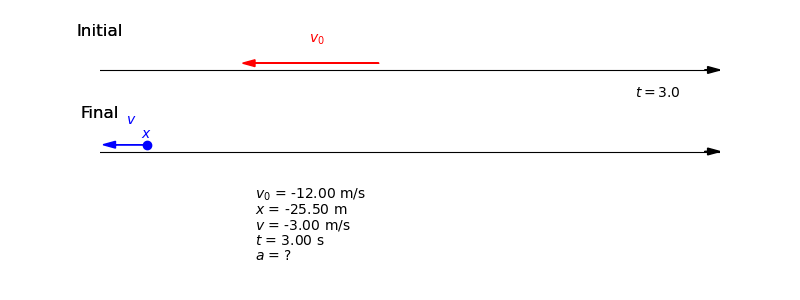 Initial
v₀
t = 3.0
Final
v
x
v₀ = -12.00 m/s
x = -25.50 m
v = -3.00 m/s
t = 3.00 s
a = ?